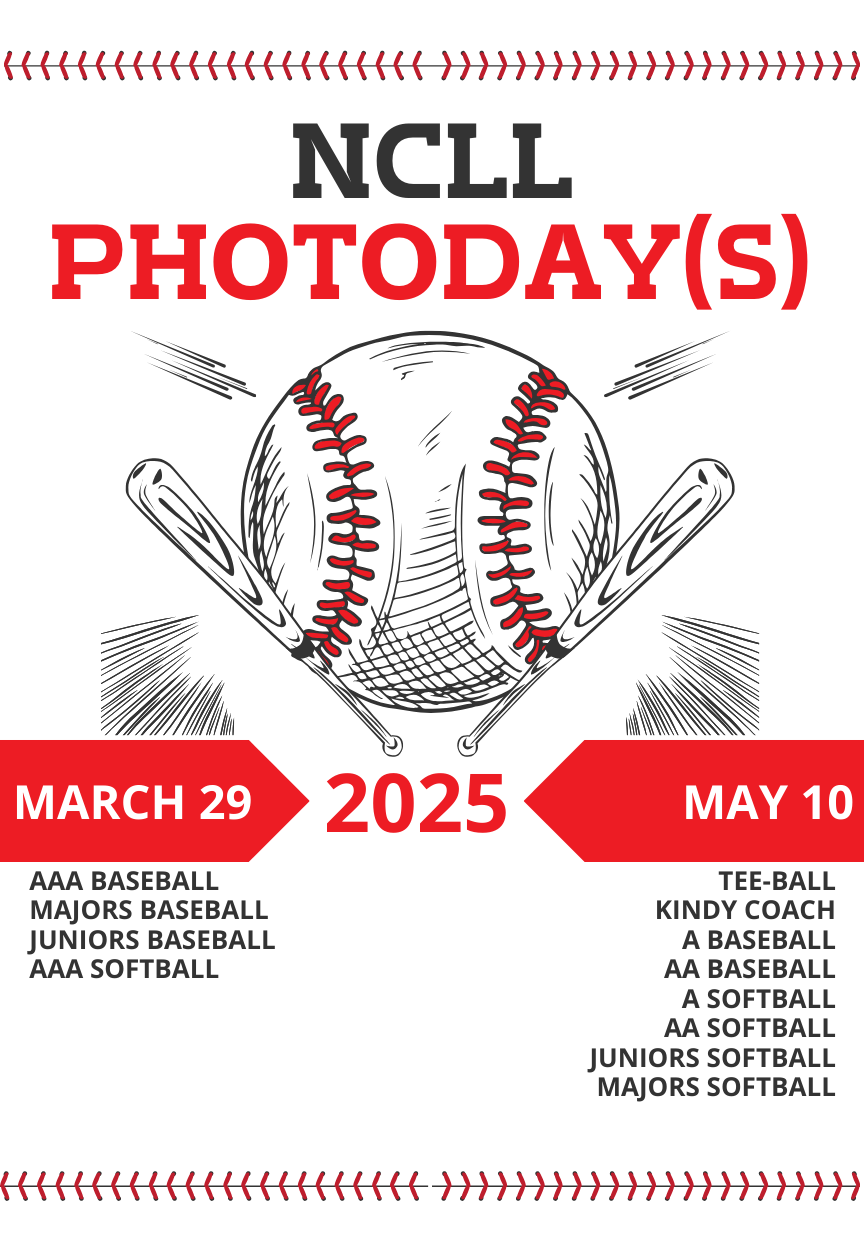 NCLL
PHOTODAY(S)
MARCH 29
2025
MAY 10
AAA BASEBALL
MAJORS BASEBALL
JUNIORS BASEBALL
AAA SOFTBALL
TEE-BALL
KINDY COACH
A BASEBALL
AA BASEBALL
A SOFTBALL
AA SOFTBALL
JUNIORS SOFTBALL
MAJORS SOFTBALL